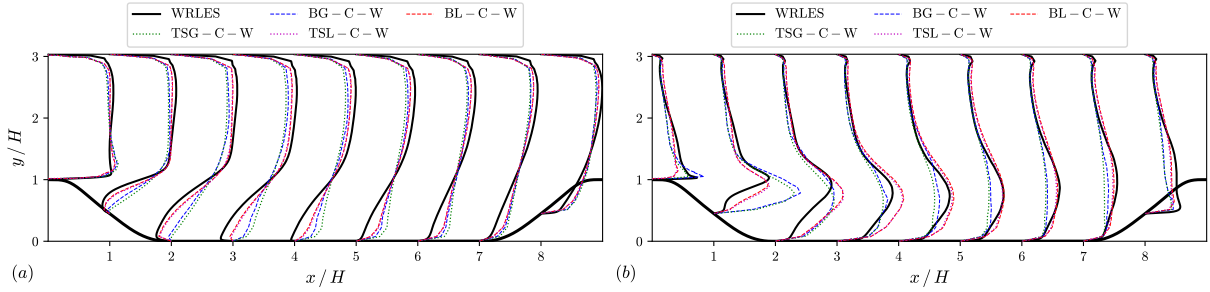 WRLES BG − C − W BL − C − W
TSG − C − W TSL − C − W
3
2
1
0
y / H
1 2 3 4 5 6 7 8
x / H
(a)
WRLES BG − C − W BL − C − W
TSG − C − W TSL − C − W
3
2
1
0
1 2 3 4 5 6 7 8
x / H
(b)